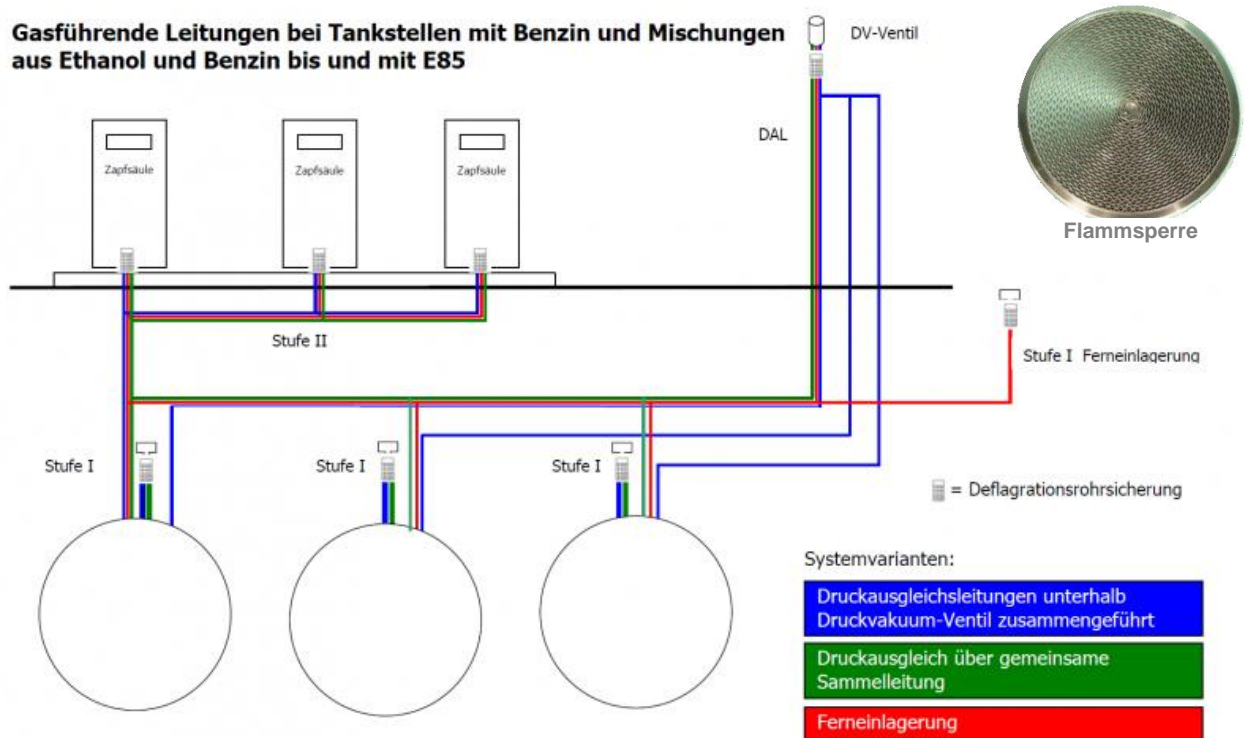 Gasführende Leitungen bei Tankstellen mit Benzin und Mischungen
aus Ethanol und Benzin bis und mit E85
DV-Ventil
DAL
Flammsperre
Zapfsäule
Zapfsäule
Zapfsäule
Stufe II
Stufe I Ferneinlagerung
Stufe I
Stufe I
Stufe I
= Deflagrationsrohrsicherung
Systemvarianten:
Druckausgleichsleitungen unterhalb
Druckvakuum-Ventil zusammengeführt
Druckausgleich über gemeinsame
Sammelleitung
Ferneinlagerung